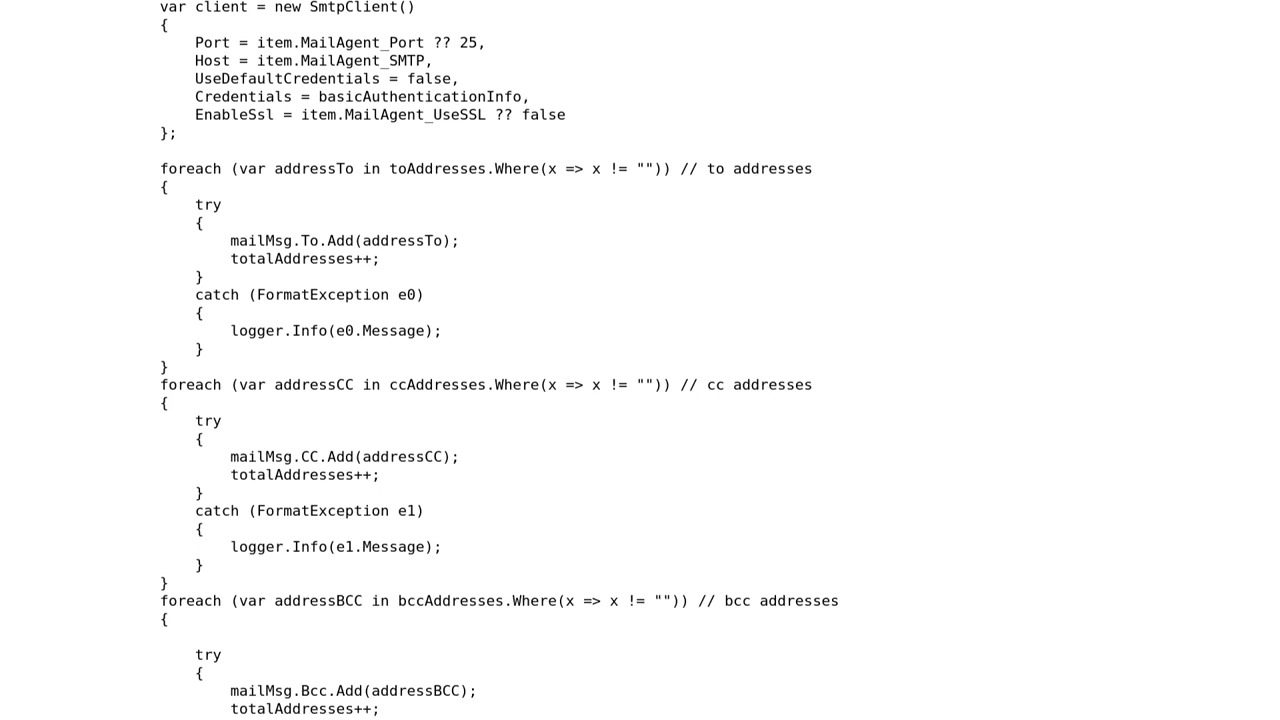 var client = new SmtpClient()
{
    Port = item.MailAgent_Port ?? 25,
    Host = item.MailAgent_SMTP,
    UseDefaultCredentials = false,
    Credentials = basicAuthenticationInfo,
    EnableSsl = item.MailAgent_UseSSL ?? false
};

foreach (var addressTo in toAddresses.Where(x => x != "")) // to addresses
{
    try
    {
        mailMsg.To.Add(addressTo);
        totalAddresses++;
    }
    catch (FormatException e0)
    {
        logger.Info(e0.Message);
    }
}
foreach (var addressCC in ccAddresses.Where(x => x != "")) // cc addresses
{
    try
    {
        mailMsg.CC.Add(addressCC);
        totalAddresses++;
    }
    catch (FormatException e1)
    {
        logger.Info(e1.Message);
    }
}
foreach (var addressBCC in bccAddresses.Where(x => x != "")) // bcc addresses
{

    try
    {
        mailMsg.Bcc.Add(addressBCC);
        totalAddresses++;